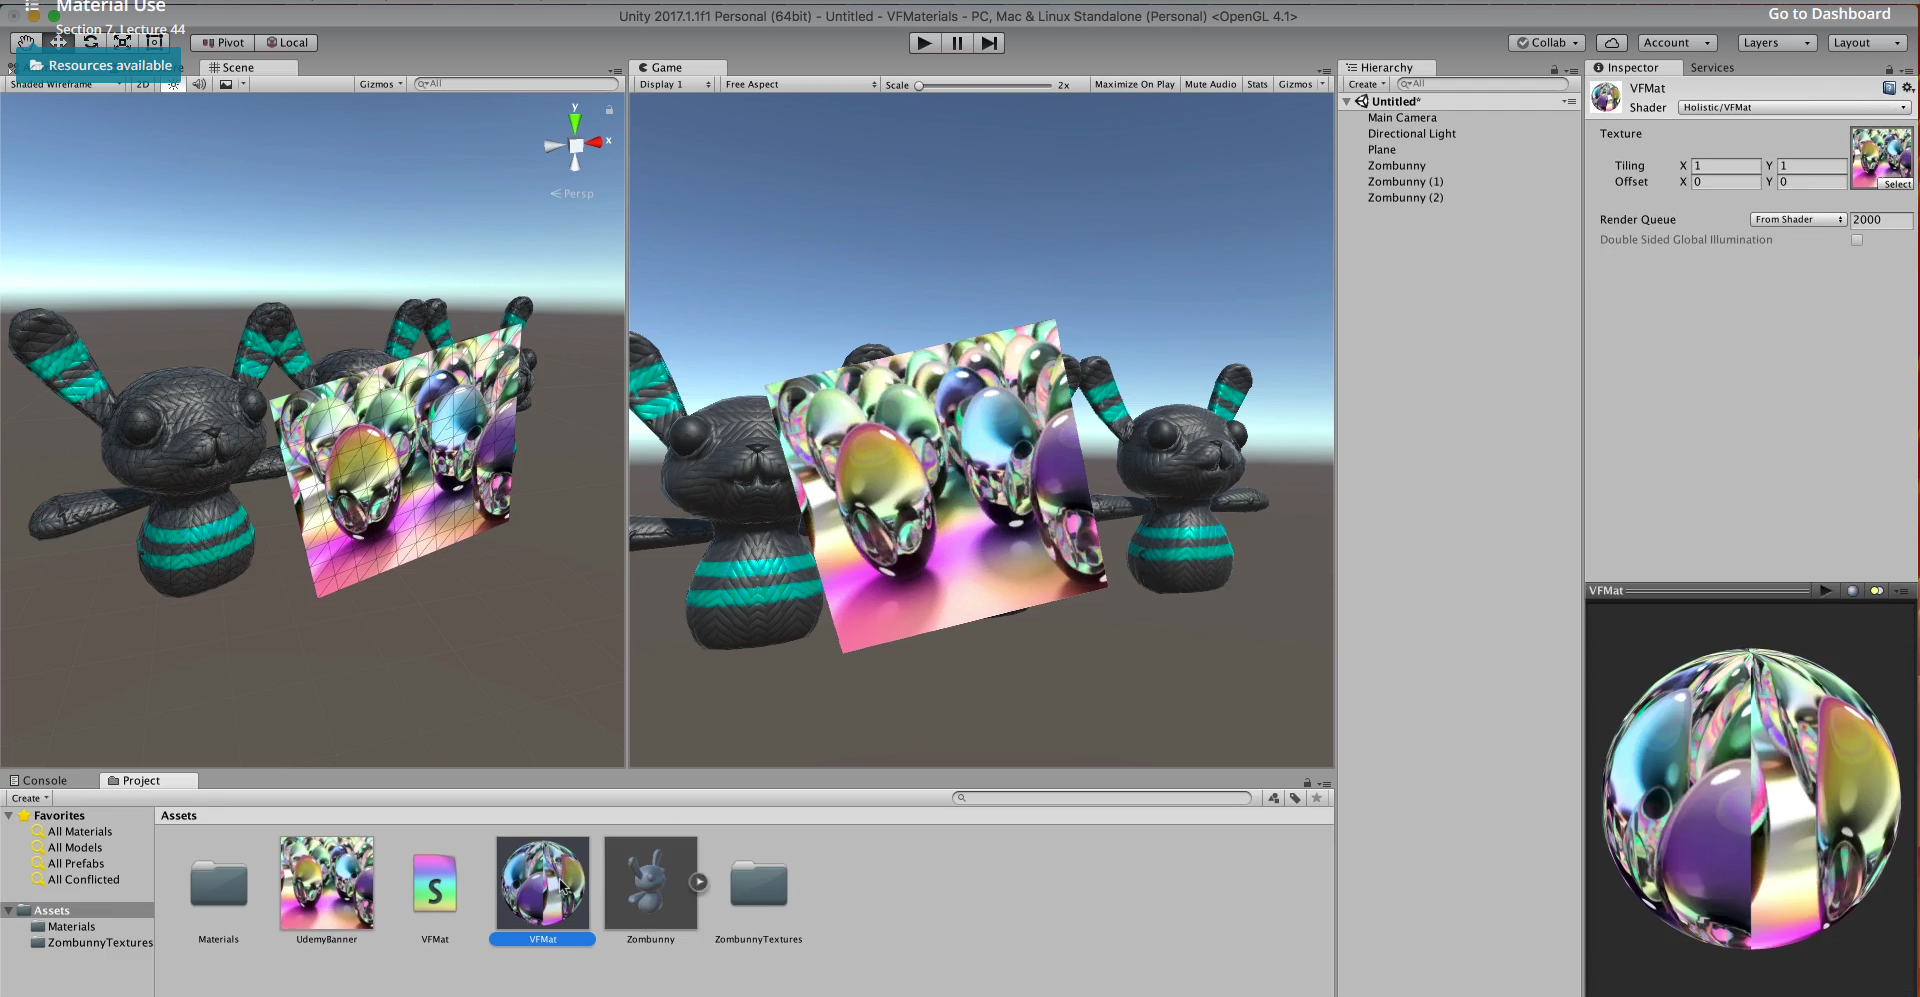 Material Use
Section 7, Lecture 44
Resources available
Go to Dashboard
Unity 2017.1.1f1 Personal (64bit) - Untitled - VFMaterials - PC, Mac & Linux Standalone (Personal) <OpenGL 4.1>
Pivot
Local
Collab
Account
Layers
Layout
Scene
Shaded Wireframe
2D
Gizmos
All
Persp
y
x
Game
Display 1
Free Aspect
Scale
2x
Maximize On Play
Mute Audio
Stats
Gizmos
Hierarchy
Create
All
Untitled*
Main Camera
Directional Light
Plane
Zombunny
Zombunny (1)
Zombunny (2)
Inspector
Services
VFMat
Shader
Holistic/VFMat
Texture
Tiling X 1 Y 1
Offset X 0 Y 0
Select
Render Queue
From Shader
2000
Double Sided Global Illumination
VFMat
Console
Project
Create
Favorites
All Materials
All Models
All Prefabs
All Conflicted
Assets
Materials
ZombunnyTextures
Assets
Materials
UdemyBanner
S
VFMat
VFMat
Zombunny
ZombunnyTextures